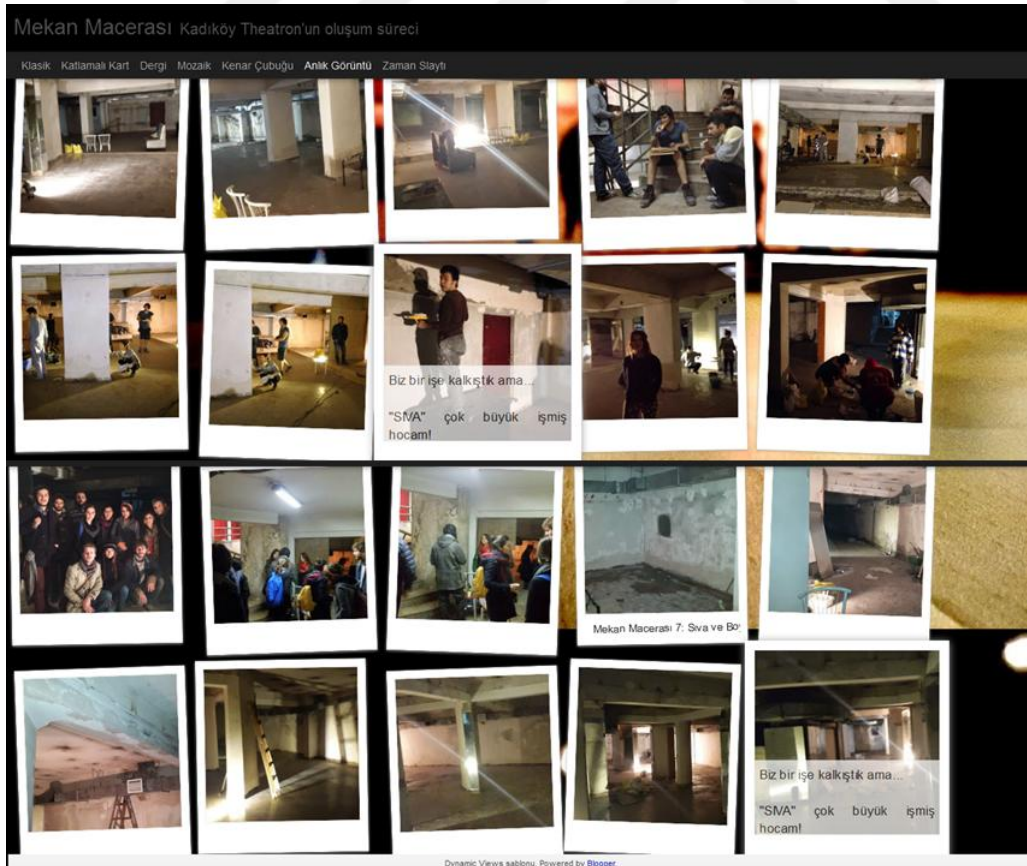 Mekan Macerası Kadıköy Theatron'un oluşum süreci
Klasik Katlamalı Kart Dergi Mozaik Kenar Çubuğu Anlık Görüntü Zaman Slaytı
Biz bir işe kalkıştık ama...
"SIVA" çok büyük işmiş
hocam!
Mekan Macerası 7: Sıva ve Boy
Biz bir işe kalkıştık ama...
"SIVA" çok büyük işmiş
hocam!
Dynamic Views şablonu. Powered by Blogger.